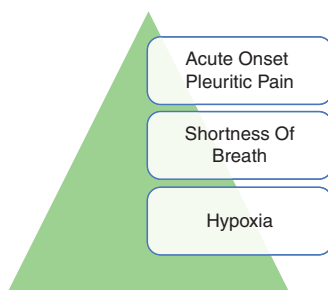 Acute Onset
Pleuritic Pain
Shortness Of
Breath
Hypoxia